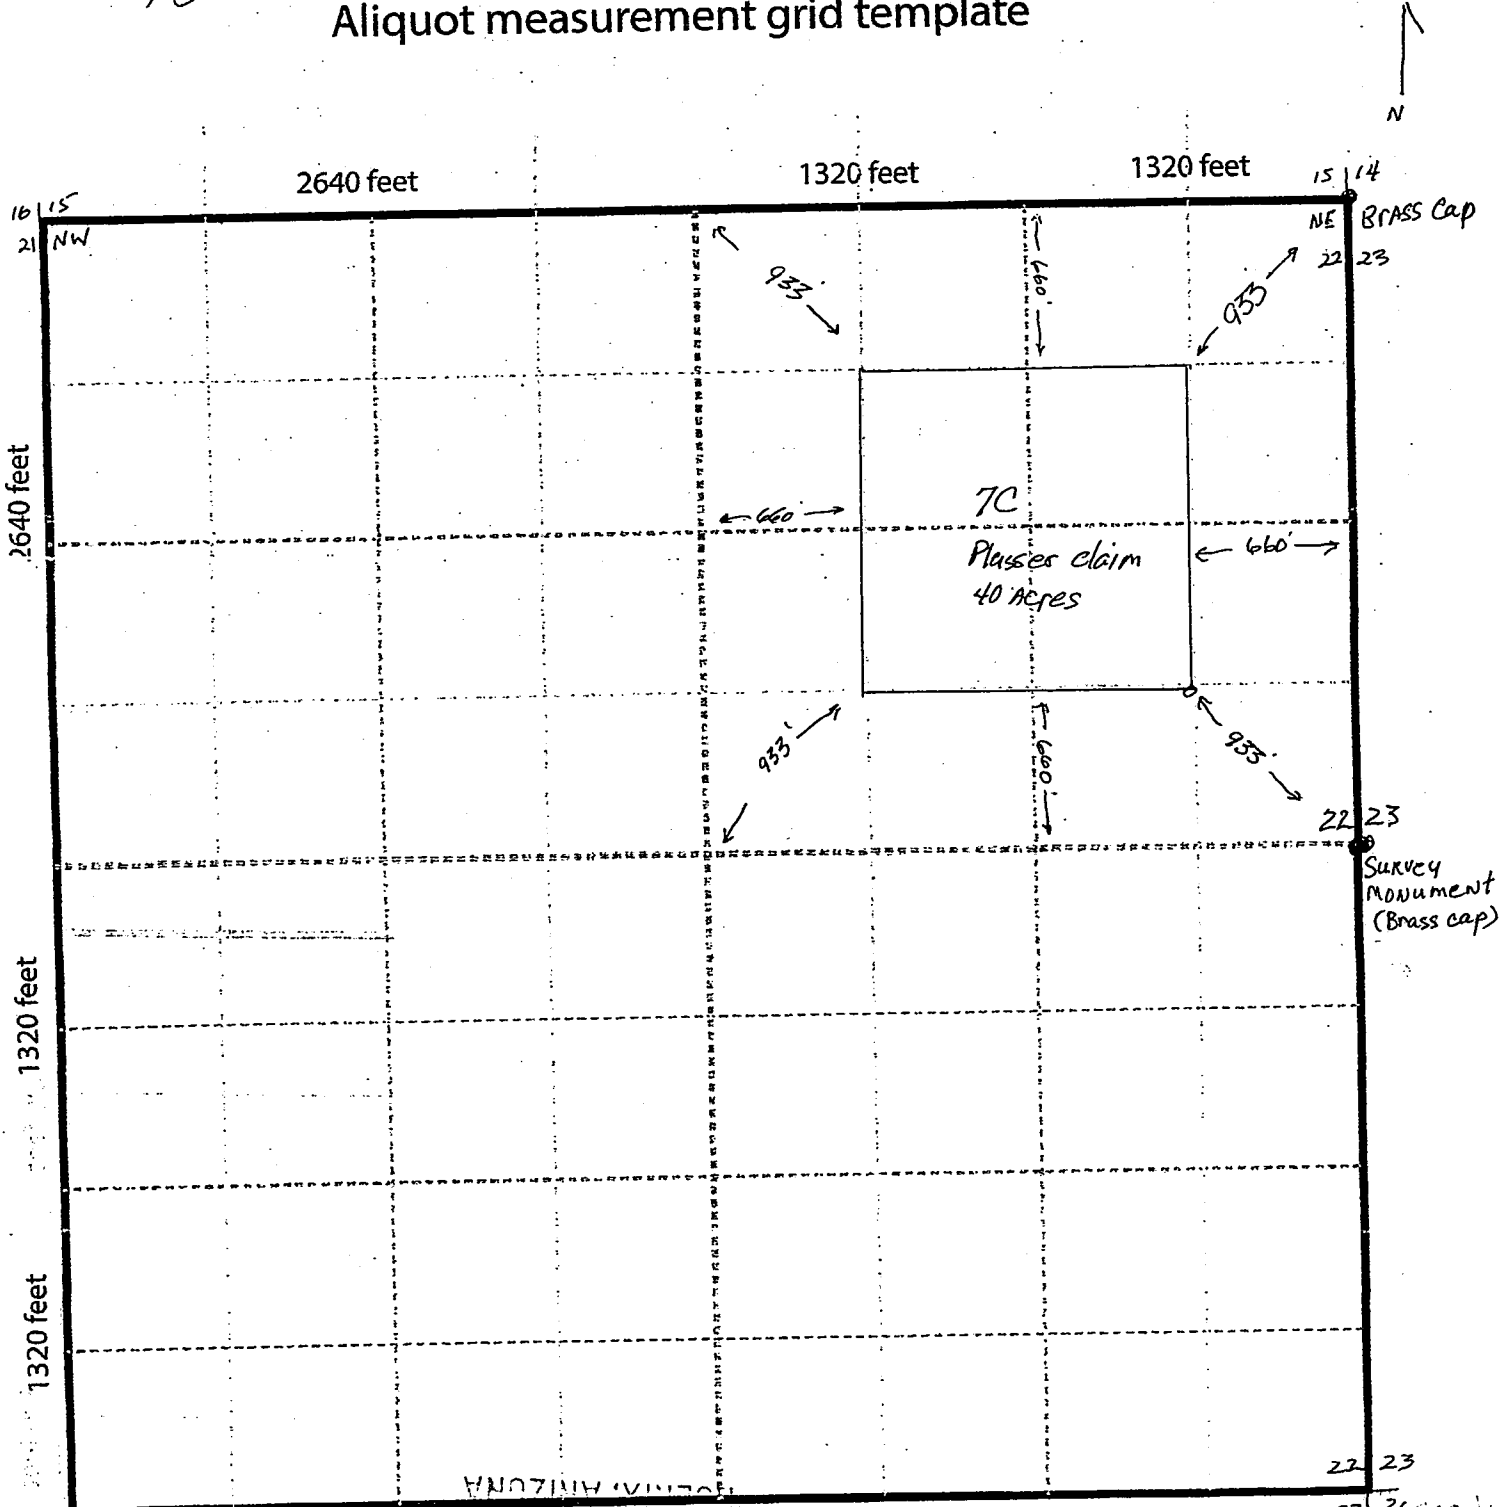 Aliquot measurement grid template
N
2640 feet
1320 feet
1320 feet
16 15
21 NW
15 14
NE BRASS Cap
22 23
933'
660'
933'
2640 feet
660'
7C
Plasser claim
40 Acres
660'
933'
660'
933'
22 23
SURVEY
MONUMENT
(Brass cap)
1320 feet
1320 feet
22 23